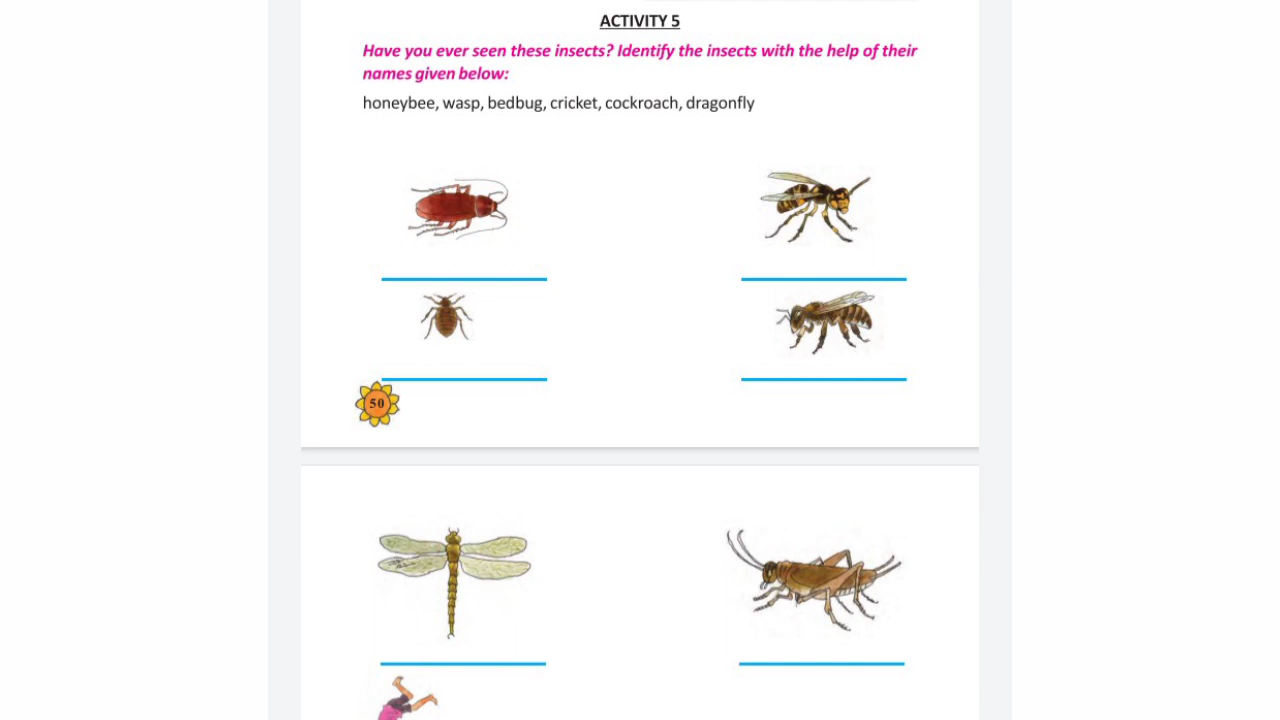 ACTIVITY 5
Have you ever seen these insects? Identify the insects with the help of their
names given below:
honeybee, wasp, bedbug, cricket, cockroach, dragonfly
50